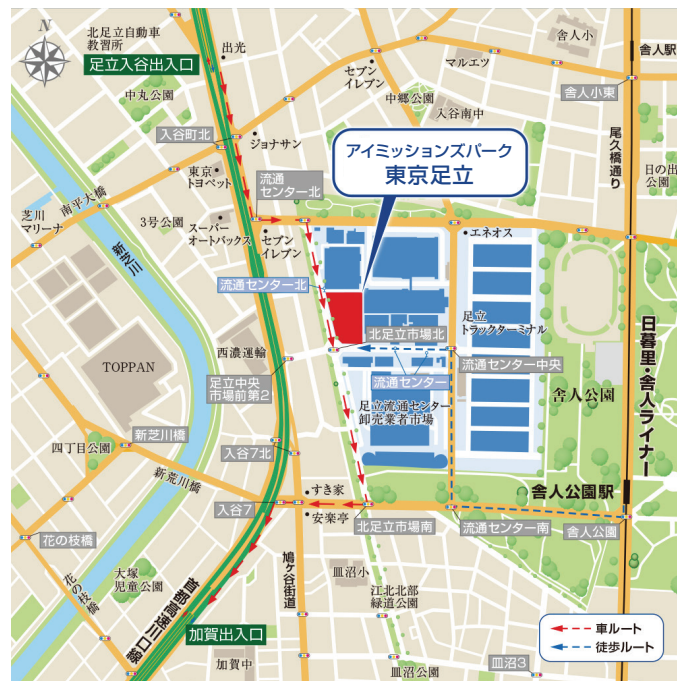 N
北足立自動車
教習所
出光
足立入谷出入口
中丸公園
セブン
イレブン
マルエツ
舎人小
舎人駅
中郷公園
入谷南中
舎人小東
入谷町北
ジョナサン
アイミッションズパーク
東京足立
尾久橋通り
日の出
公園
東京
トヨペット
流通
センター北
南平大橋
芝川
マリーナ
3号公園
スーパー
オートバックス
セブン
イレブン
エネオス
新芝川
流通センター北
足立
トラックターミナル
北足立市場北
日暮里・舎人ライナー
西濃運輸
TOPPAN
足立中央
市場前第2
流通センター
流通センター中央
舎人公園
足立流通センター
卸売業者市場
新芝川橋
四丁目公園
入谷7北
新荒川橋
すき家
舎人公園駅
入谷7
安楽亭
北足立市場南
流通センター南
舎人公園
花の枝橋
鳩ヶ谷街道
花の枝橋
大塚
児童公園
首都高速川口線
皿沼小
江北北部
緑道公園
加賀出入口
加賀中
皿沼公園
皿沼3
車ルート
徒歩ルート